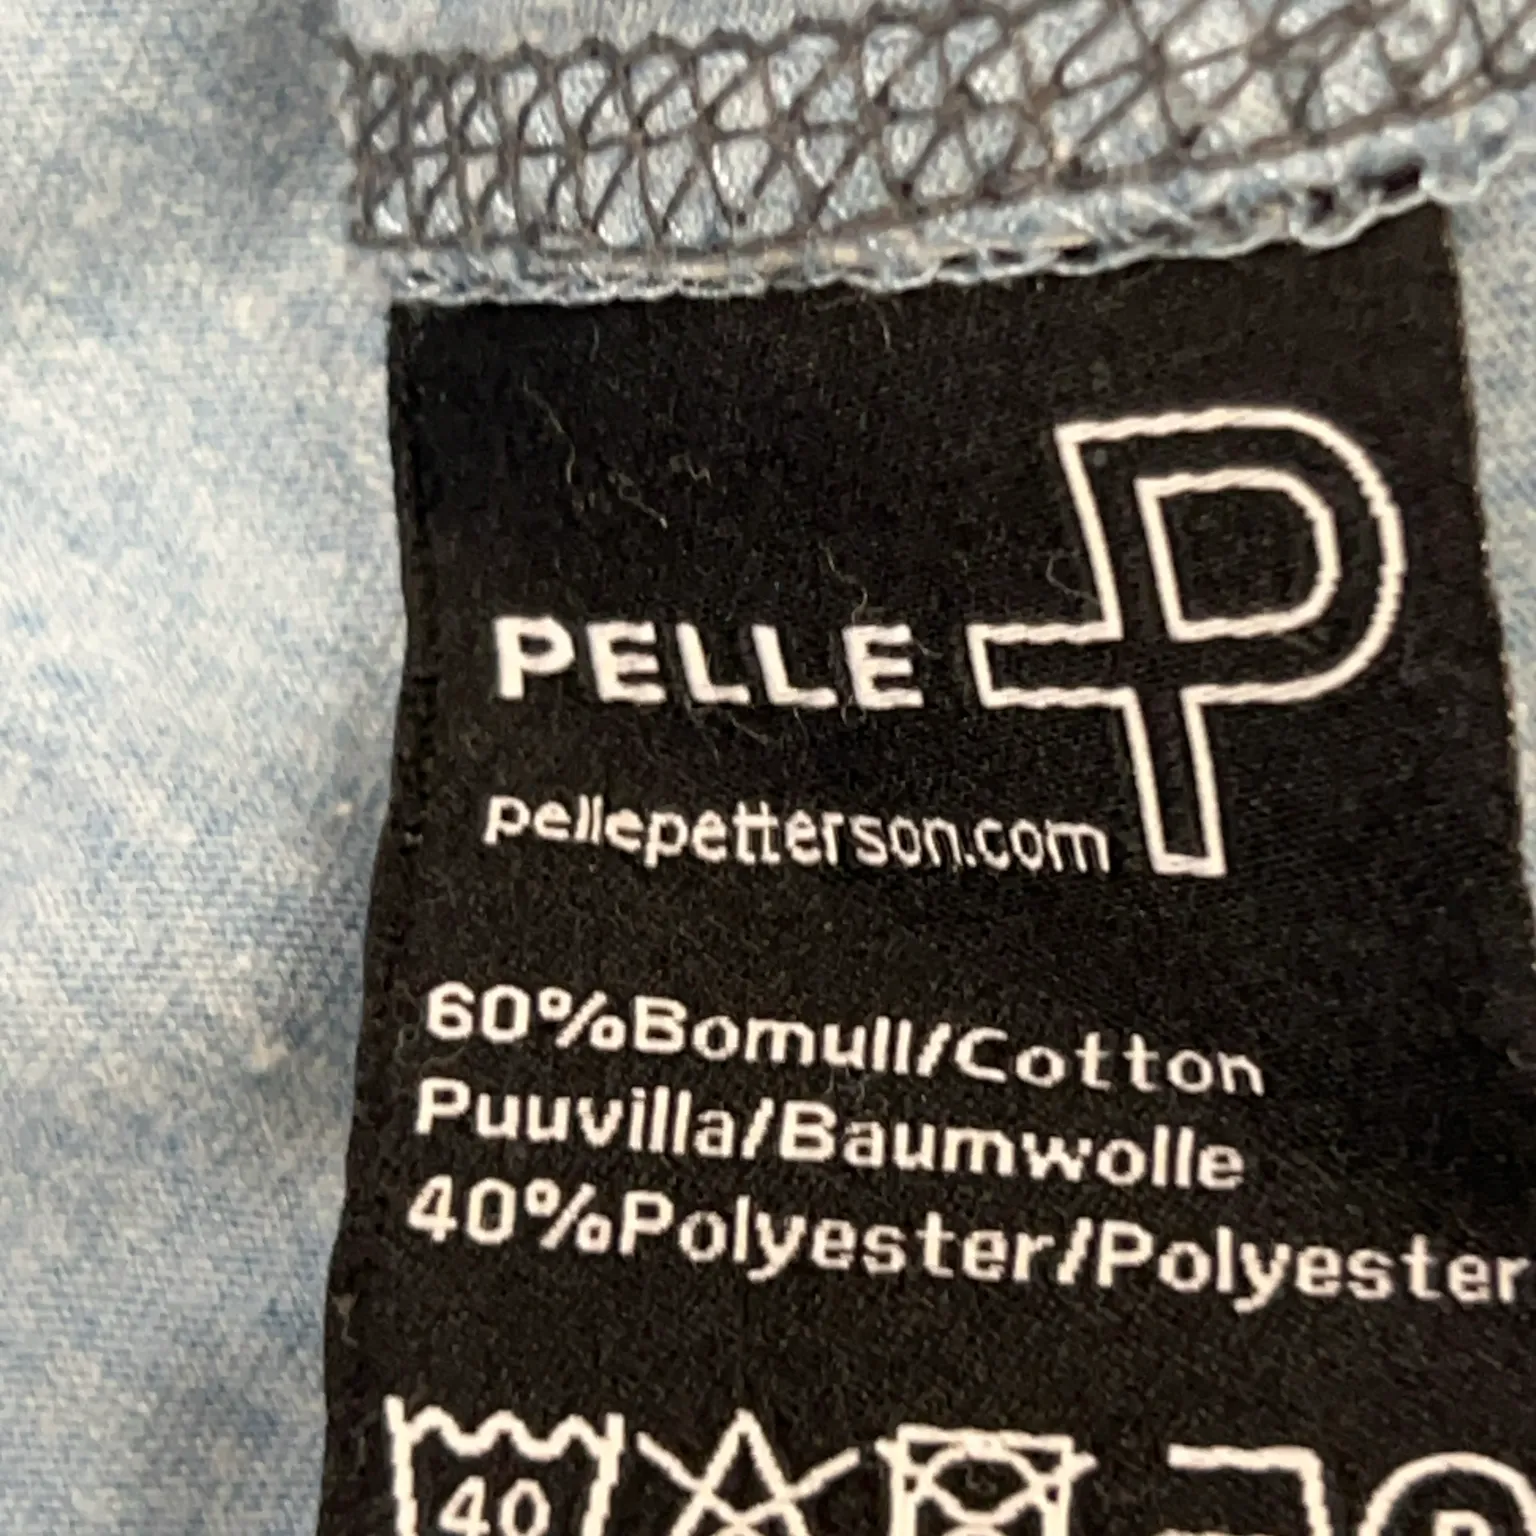 PELLE P
pellepetterson.com
60%Bomull/Cotton
Puuvilla/Baumwolle
40%Polyester/Polyester
40